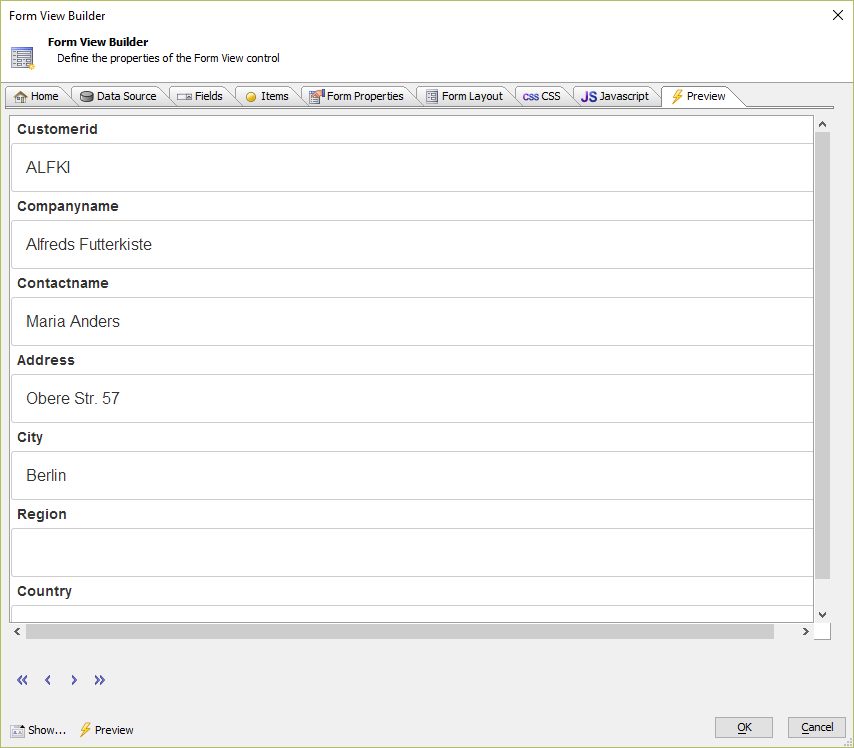 Form View Builder
Form View Builder
Define the properties of the Form View control
Home Data Source Fields Items Form Properties Form Layout CSS CSS JS Javascript Preview
Customerid
ALFKI
Companyname
Alfreds Futterkiste
Contactname
Maria Anders
Address
Obere Str. 57
City
Berlin
Region
Country
Show... Preview OK Cancel